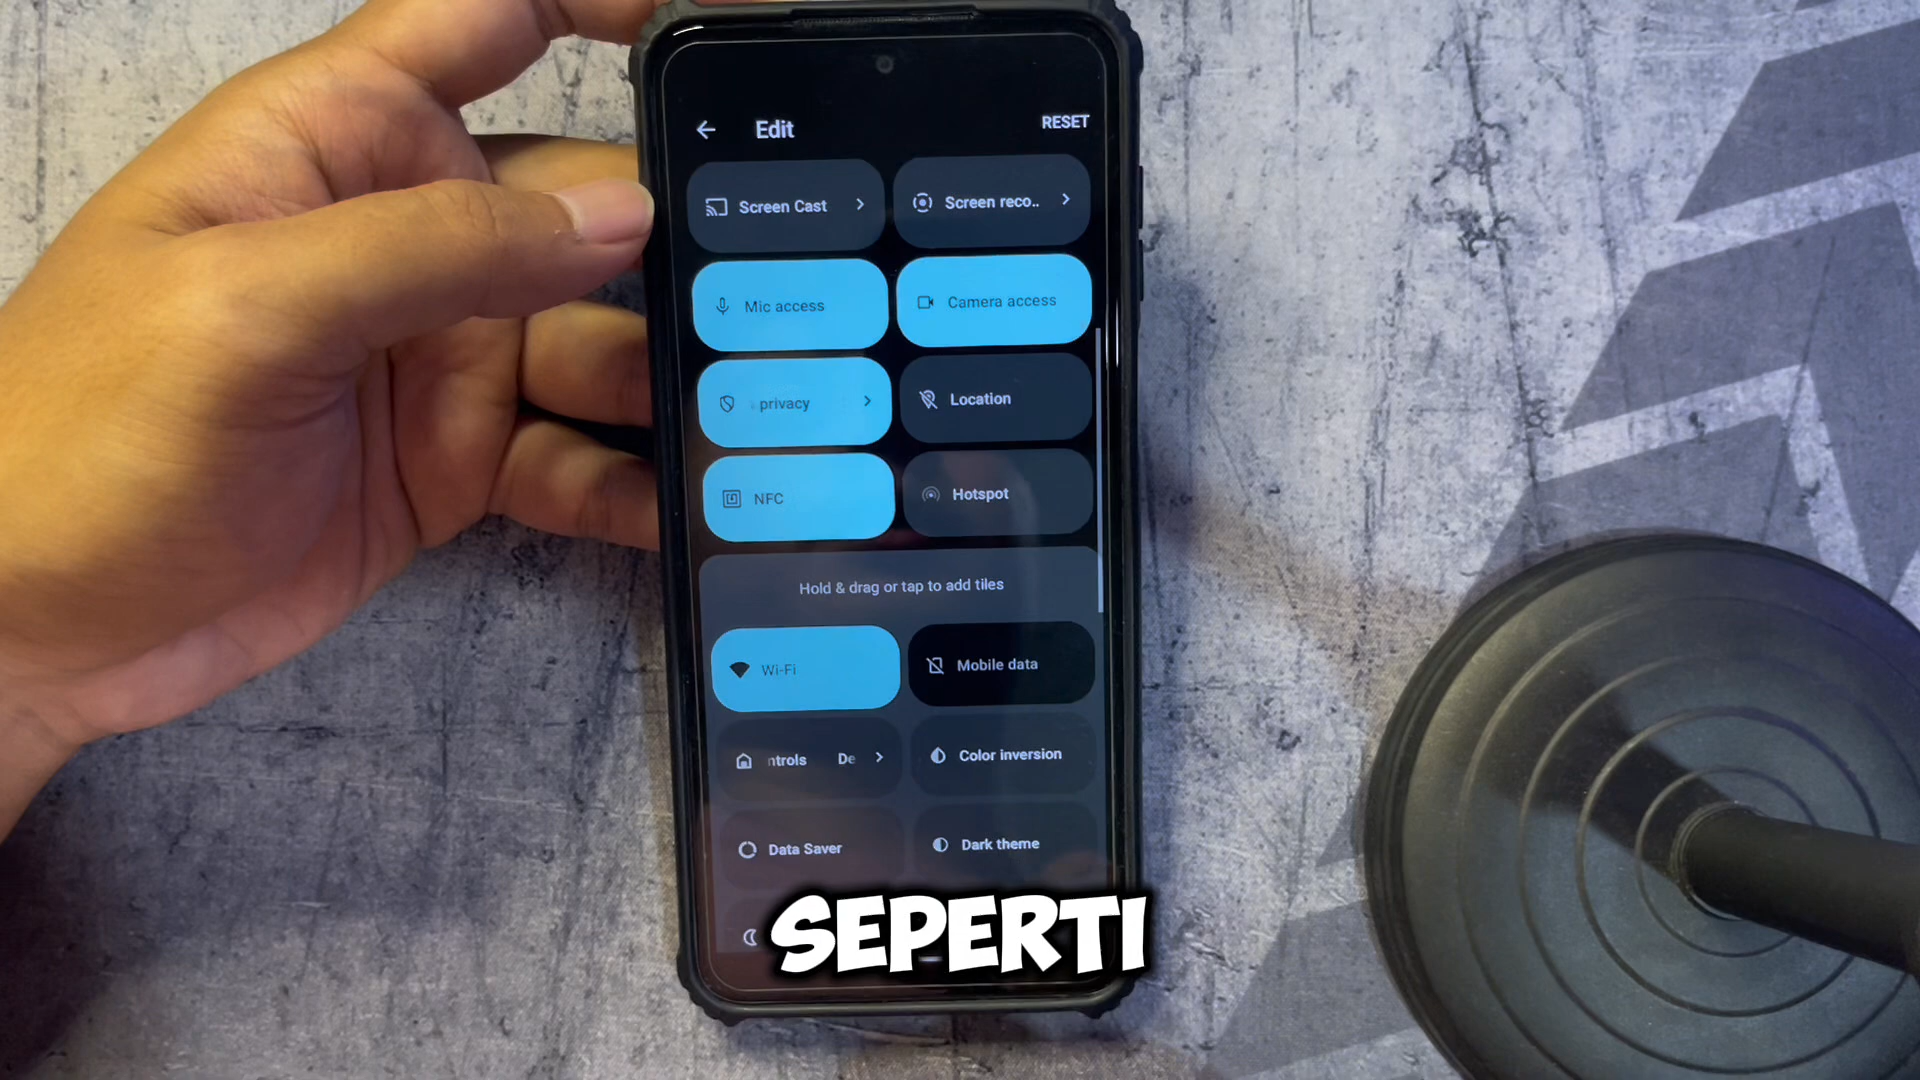 Edit
RESET
Screen Cast
Screen reco..
Mic access
Camera access
privacy
Location
NFC
Hotspot
Hold & drag or tap to add tiles
Wi-Fi
Mobile data
ntrols De
Color inversion
Data Saver
Dark theme
SEPERTI